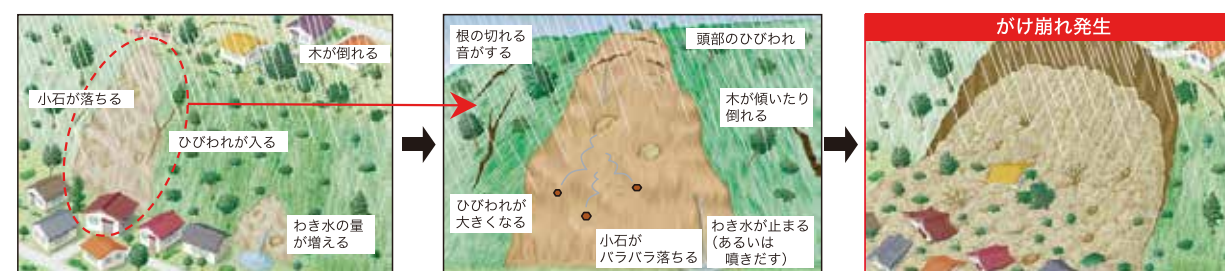 木が倒れる
小石が落ちる
ひびわれが入る
わき水の量
が増える
根の切れる
音がする
頭部のひびわれ
木が傾いたり
倒れる
ひびわれが
大きくなる
小石が
パラパラ落ちる
わき水が止まる
（あるいは
噴きだす）
がけ崩れ発生